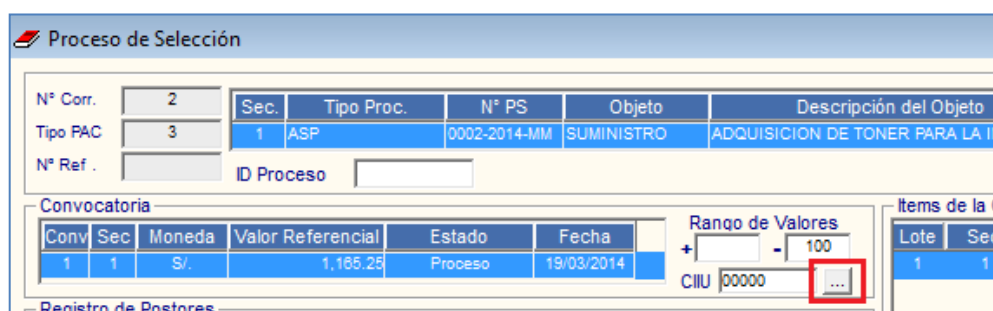 Proceso de Selección
N° Corr. 2
Sec. Tipo Proc. N° PS Objeto Descripción del Objeto
Tipo PAC 3
1 ASP 0002-2014-MM SUMINISTRO ADQUISICION DE TONER PARA LA
N° Ref .
ID Proceso
Convocatoria
Conv Sec Moneda Valor Referencial Estado Fecha
1 1 S/. 1,165.25 Proceso 19/03/2014
Rango de Valores
+ - 100
CIIU 00000 ...
Items de la
Lote Sec
1 1
Registro de Postores